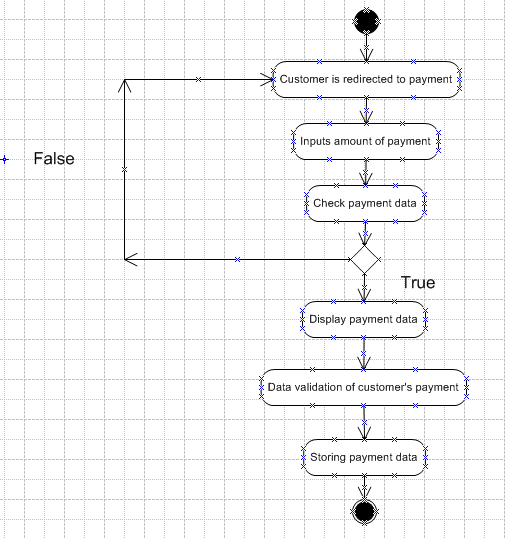 Customer is redirected to payment
Inputs amount of payment
False
Check payment data
True
Display payment data
Data validation of customer's payment
Storing payment data